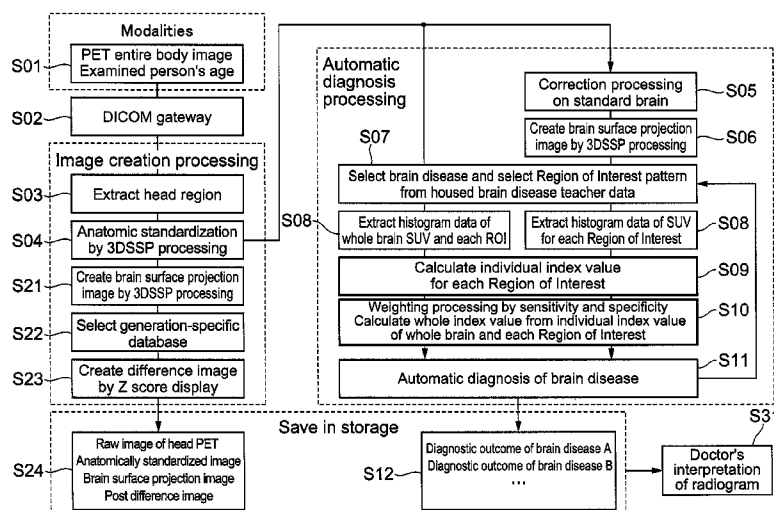 Modalities
S01
PET entire body image
Examined person's age
S02
DICOM gateway
Image creation processing
S03
Extract head region
S04
Anatomic standardization
by 3DSSP processing
S21
Create brain surface projection
image by 3DSSP processing
S22
Select generation-specific
database
S23
Create difference image
by Z score display
Automatic
diagnosis
processing
Correction processing
on standard brain
S05
Create brain surface projection
image by 3DSSP processing
S06
S07
Select brain disease and select Region of Interest pattern
from housed brain disease teacher data
S08
Extract histogram data of
whole brain SUV and each ROI
Extract histogram data of SUV
for each Region of Interest
S08
Calculate individual index value
for each Region of Interest
S09
Weighting processing by sensitivity and specificity
Calculate whole index value from individual index value
of whole brain and each Region of Interest
S10
Automatic diagnosis of brain disease
S11
Save in storage
S24
Raw image of head PET
Anatomically standardized image
Brain surface projection image
Post difference image
S12
Diagnostic outcome of brain disease A
Diagnostic outcome of brain disease B
...
S3
Doctor's
interpretation
of radiogram